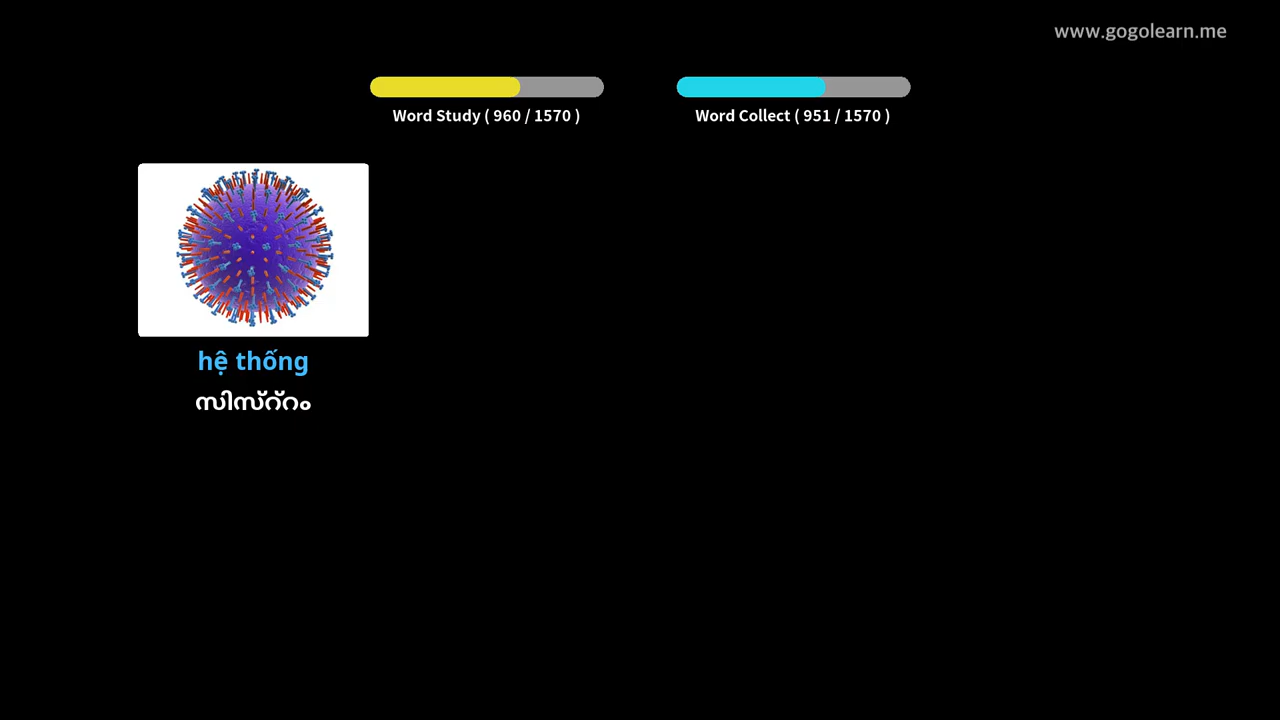 www.gogolearn.me
Word Study ( 960 / 1570 )
Word Collect ( 951 / 1570 )
hệ thống
സിസ്റ്റം